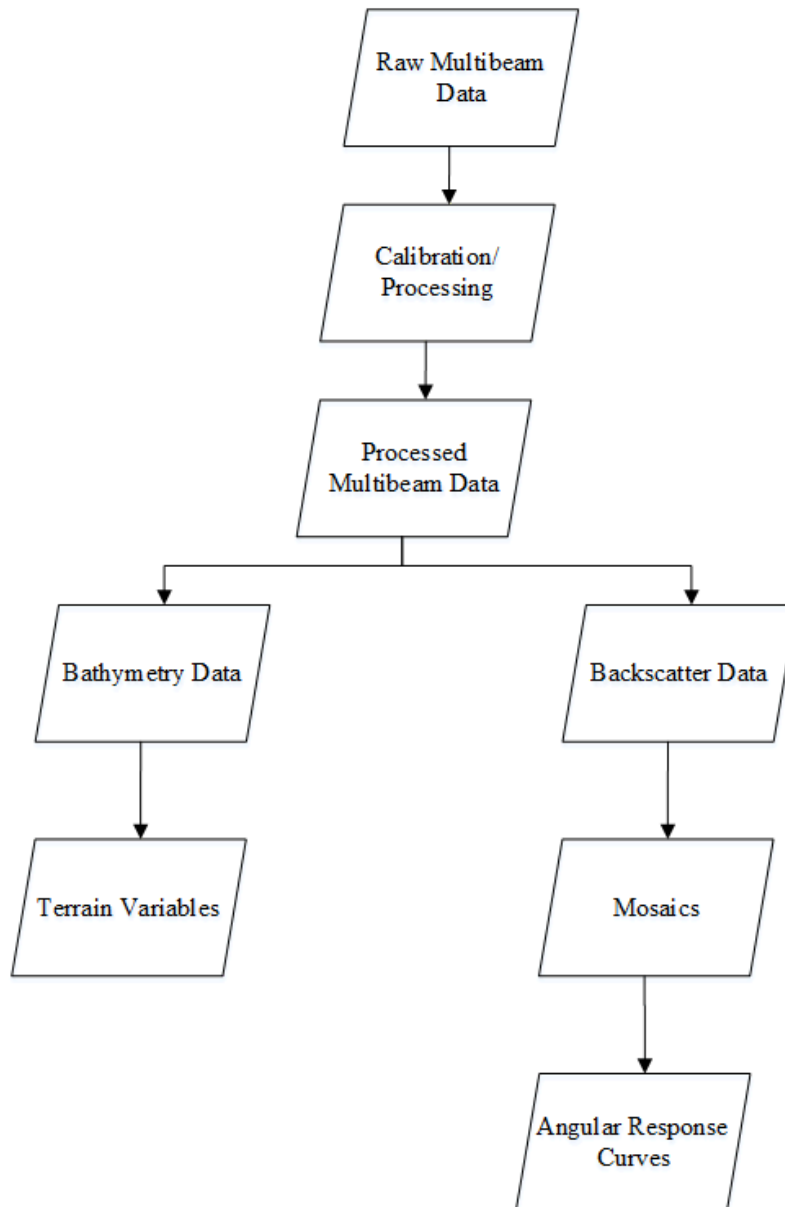 Raw Multibeam
Data
Calibration/
Processing
Processed
Multibeam Data
Bathymetry Data
Backscatter Data
Terrain Variables
Mosaics
Angular Response
Curves